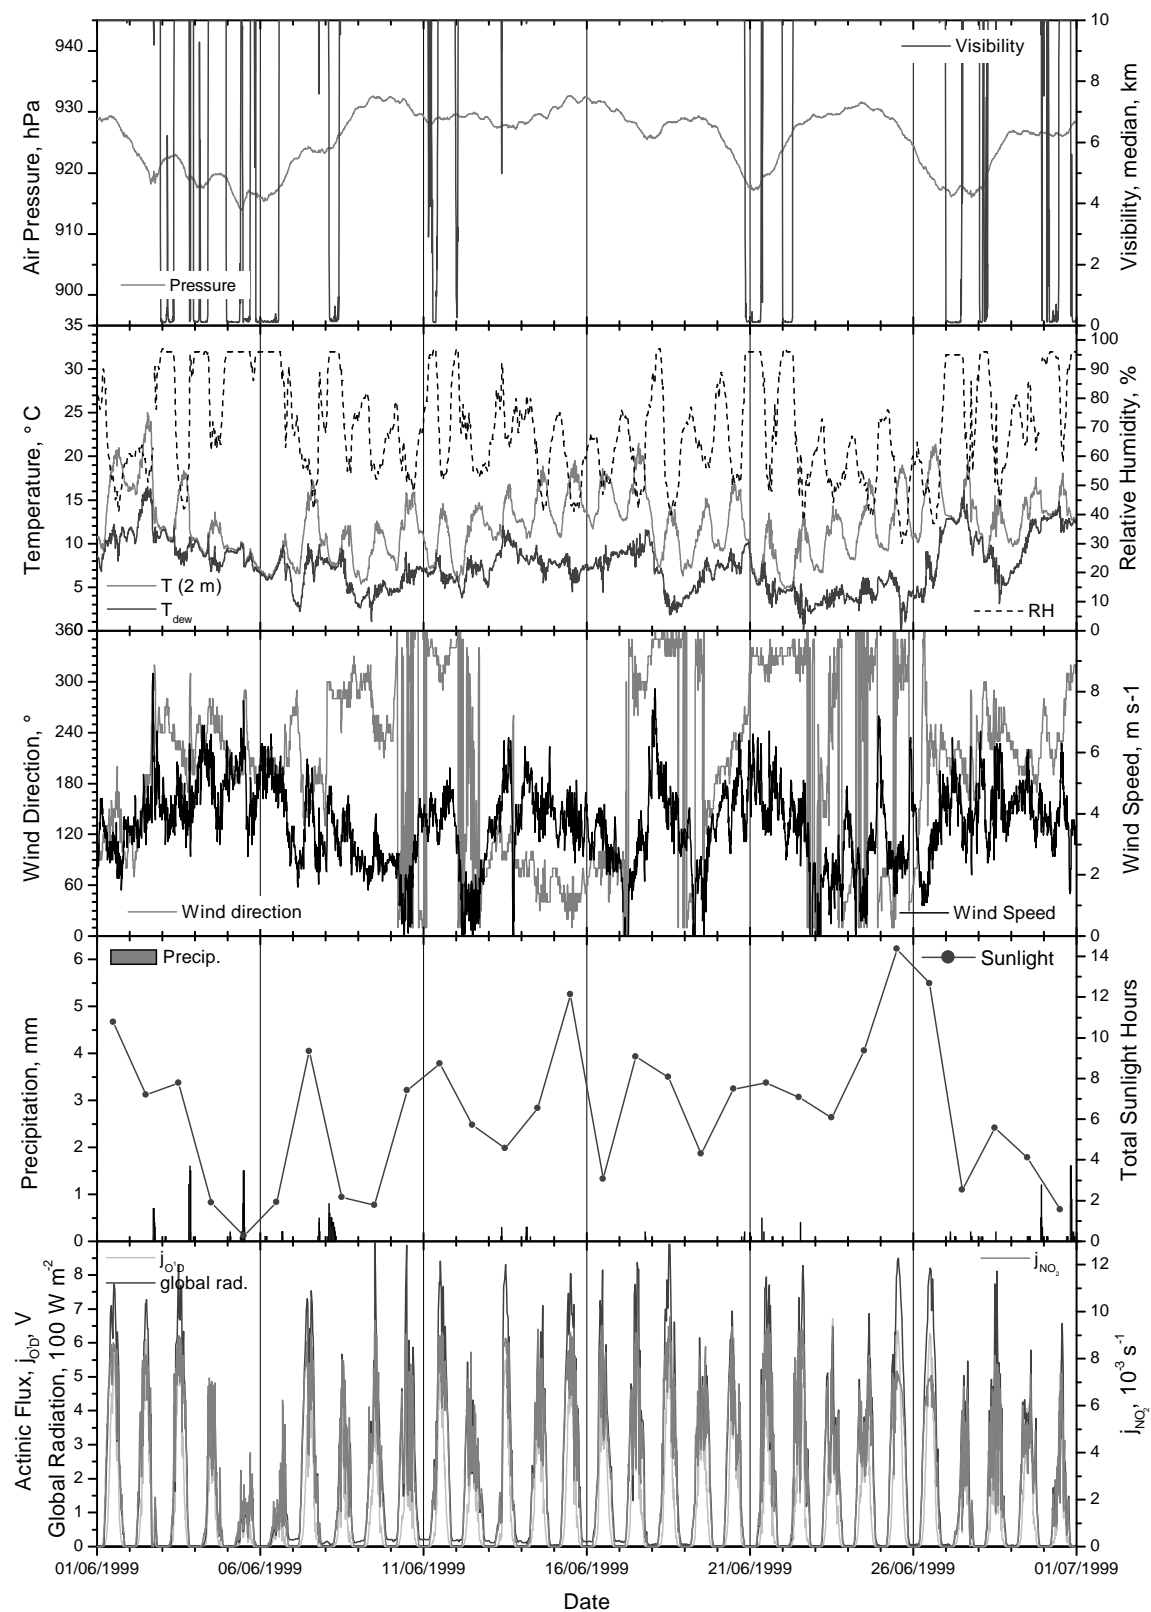 940
930
920
910
900
Air Pressure, hPa
Pressure
Visibility
10
8
6
4
2
0
Visibility, median, km
35
30
25
20
15
10
5
Temperature, ° C
T (2 m)
T dew
RH
100
90
80
70
60
50
40
30
20
10
0
Relative Humidity, %
360
300
240
180
120
60
0
Wind Direction, °
Wind direction
Wind Speed
8
6
4
2
0
Wind Speed, m s-1
6
5
4
3
2
1
0
Precipitation, mm
Precip.
Sunlight
14
12
10
8
6
4
2
0
Total Sunlight Hours
8
7
6
5
4
3
2
1
0
Actinic Flux, jO¹D, V
Global Radiation, 100 W m-2
jO¹D
global rad.
jNO2
12
10
8
6
4
2
0
jNO2, 10-3 s-1
01/06/1999 06/06/1999 11/06/1999 16/06/1999 21/06/1999 26/06/1999 01/07/1999
Date